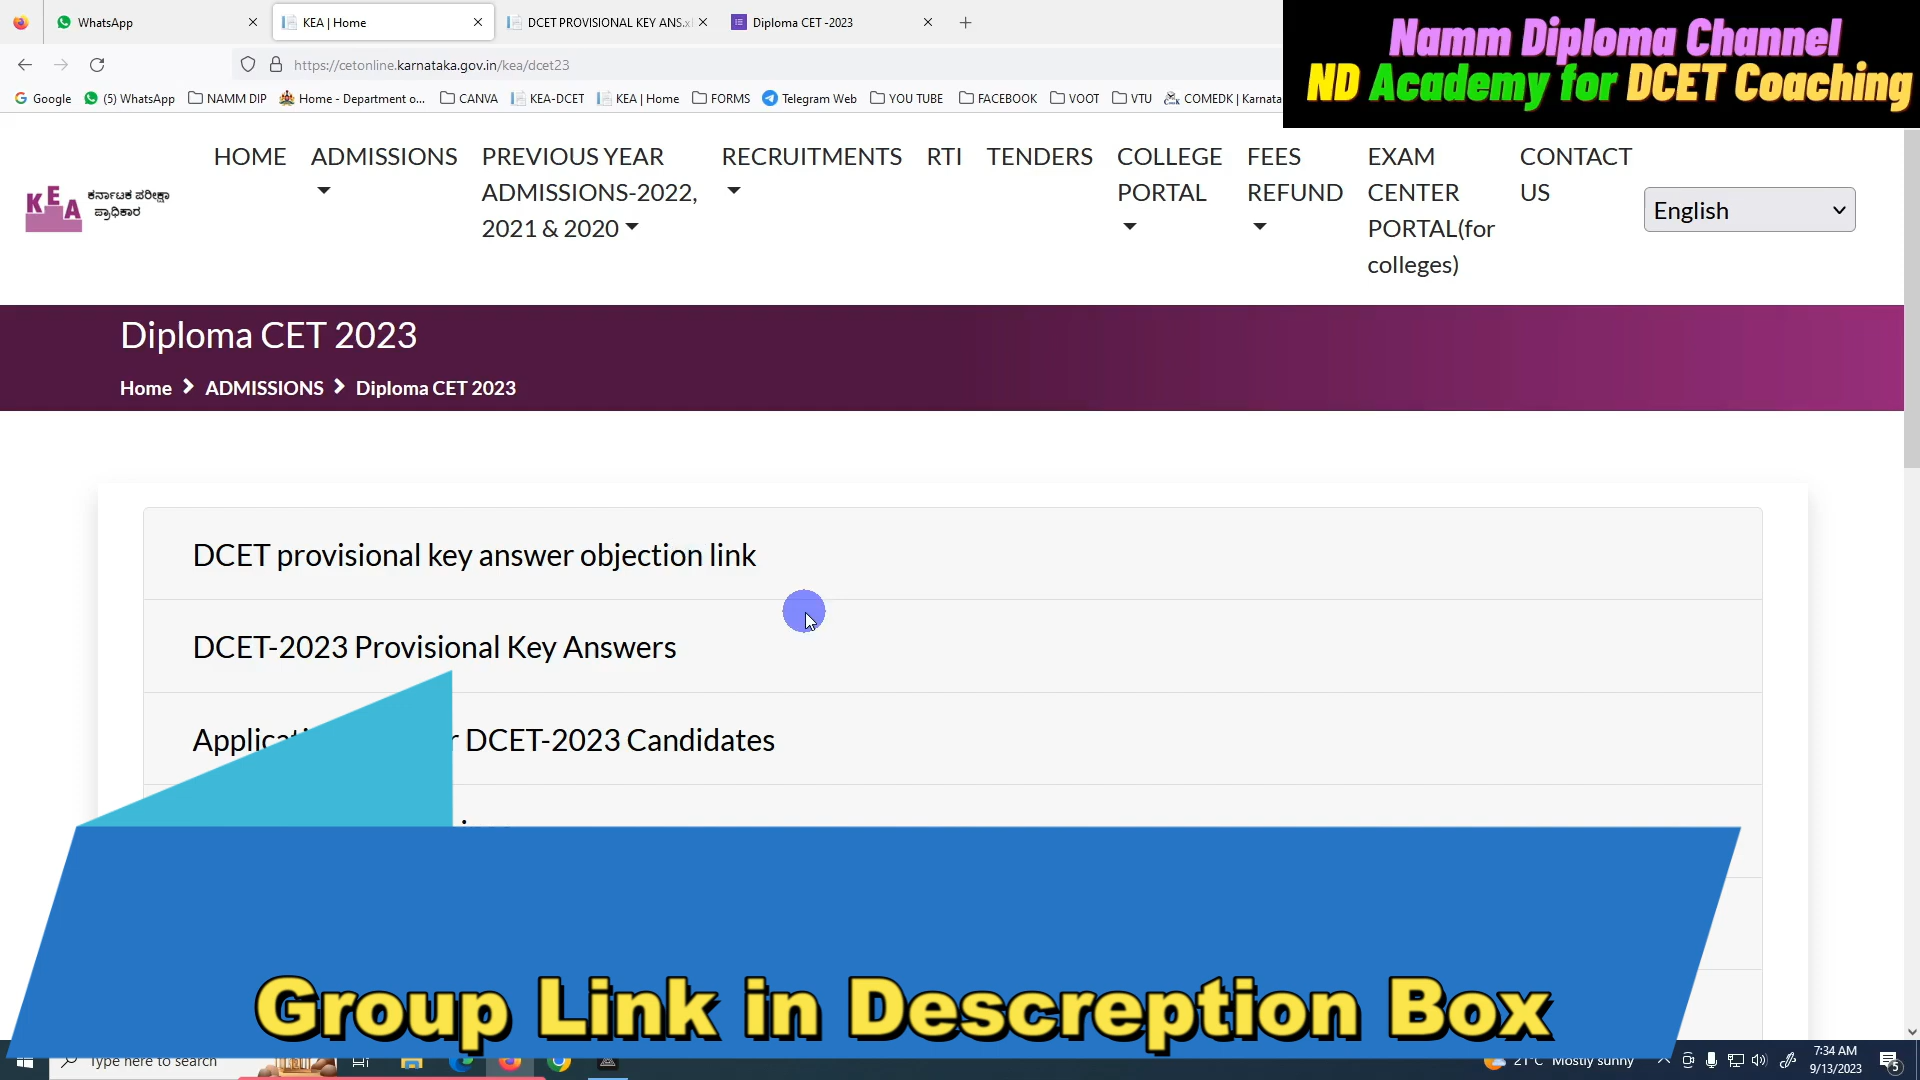 WhatsApp
KEA | Home
DCET PROVISIONAL KEY ANS.x
Diploma CET -2023
https://cetonline.karnataka.gov.in/kea/dcet23
Google
(5) WhatsApp
NAMM DIP
Home - Department o...
CANVA
KEA-DCET
KEA | Home
FORMS
Telegram Web
YOU TUBE
FACEBOOK
VOOT
VTU
COMEDK | Karnata
Namm Diploma Channel
ND Academy for DCET Coaching
KEA
ಕರ್ನಾಟಕ ಪರೀಕ್ಷಾ
ಪ್ರಾಧಿಕಾರ
HOME
ADMISSIONS
PREVIOUS YEAR
ADMISSIONS-2022,
2021 & 2020
RECRUITMENTS
RTI
TENDERS
COLLEGE
PORTAL
FEES
REFUND
EXAM
CENTER
PORTAL(for
colleges)
CONTACT
US
English
Diploma CET 2023
Home > ADMISSIONS > Diploma CET 2023
DCET provisional key answer objection link
DCET-2023 Provisional Key Answers
DCET-2023 Candidates
Group Link in Descreption Box
Type here to search
21°C Mostly sunny
7:34 AM
9/13/2023
5